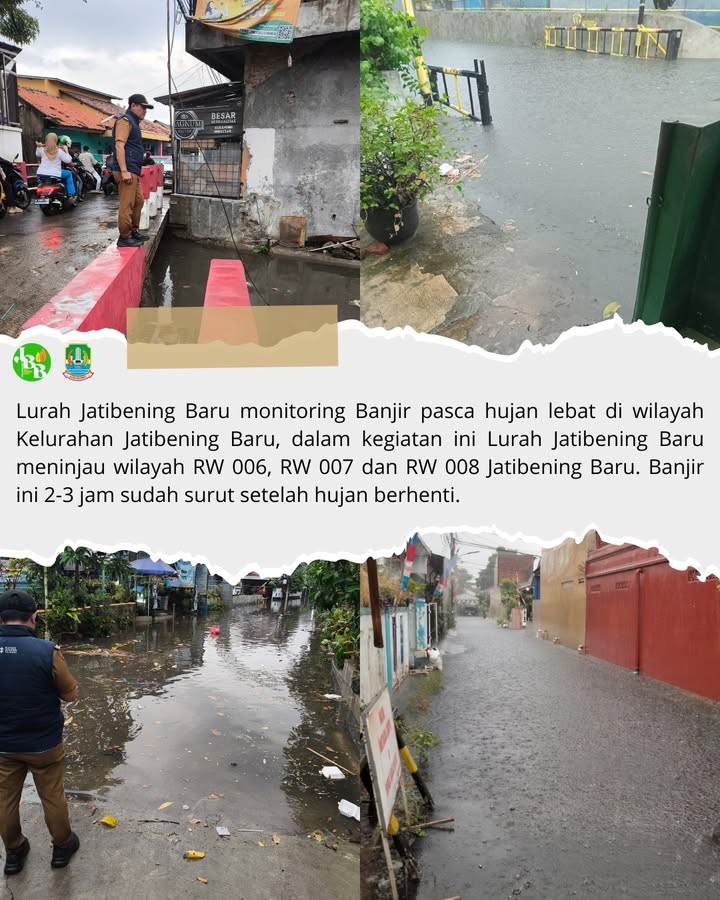 BESAR
Lurah Jatibening Baru monitoring Banjir pasca hujan lebat di wilayah
Kelurahan Jatibening Baru, dalam kegiatan ini Lurah Jatibening Baru
meninjau wilayah RW 006, RW 007 dan RW 008 Jatibening Baru. Banjir
ini 2-3 jam sudah surut setelah hujan berhenti.